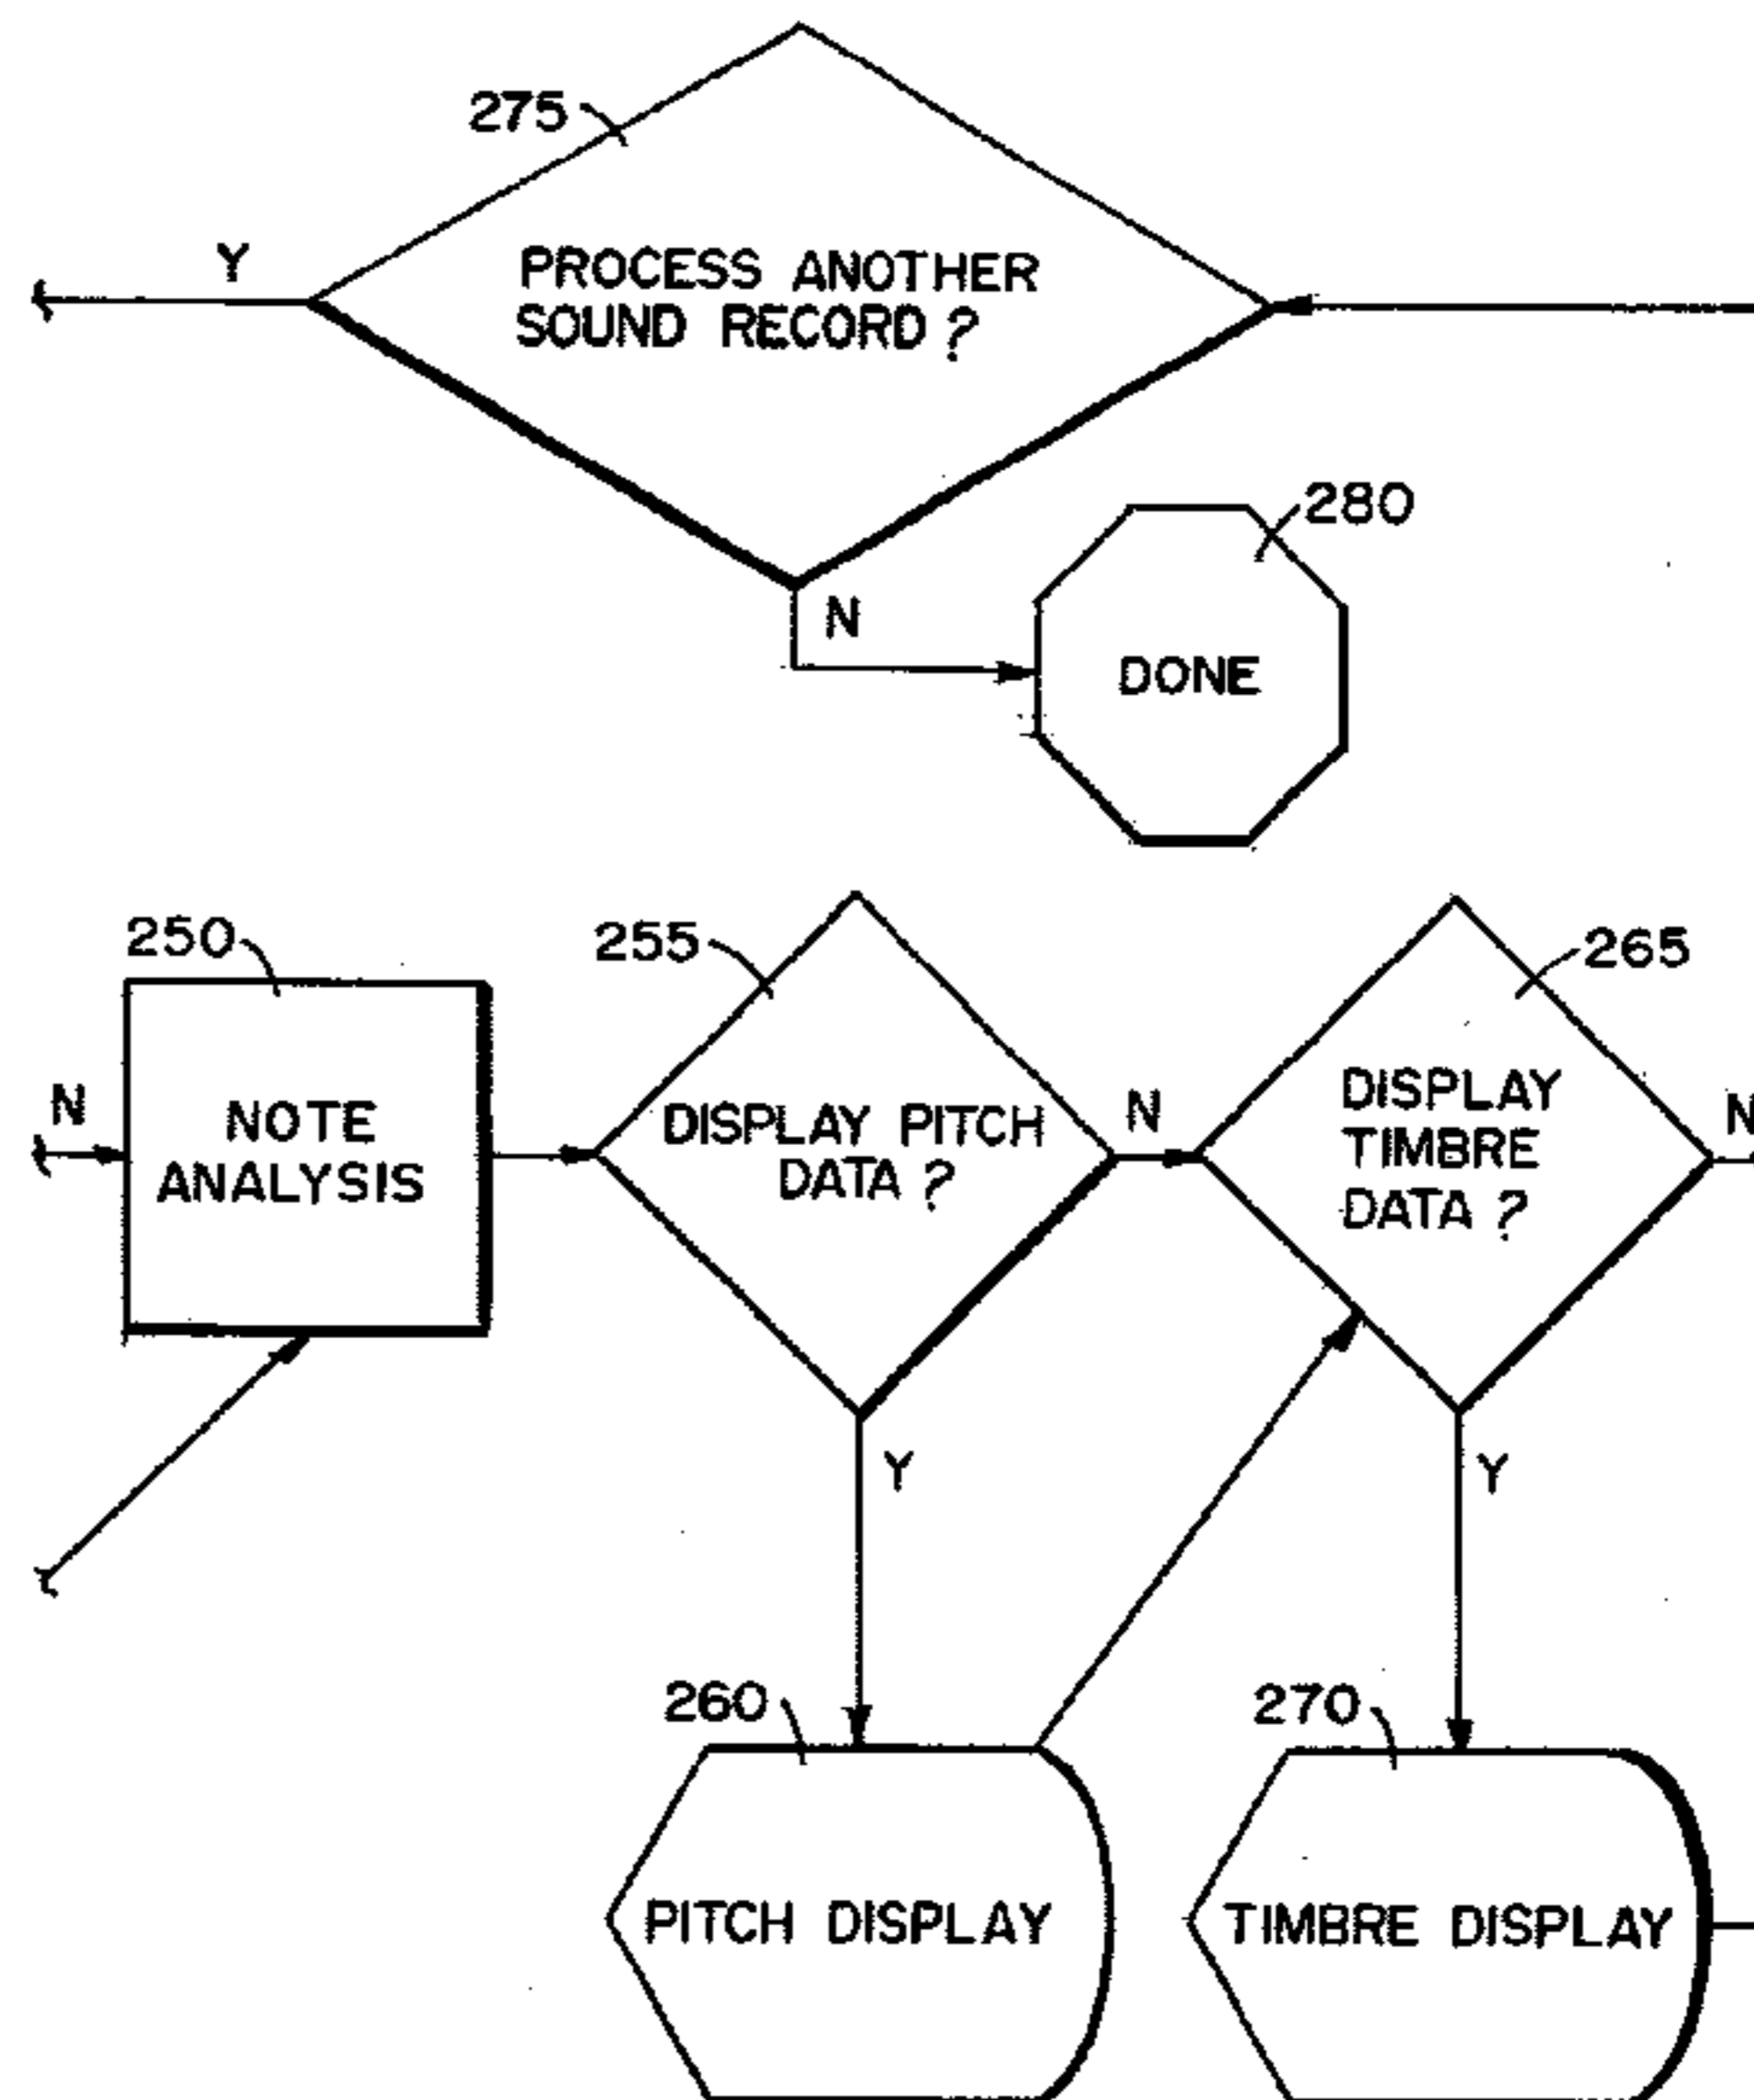 275
Y
PROCESS ANOTHER
SOUND RECORD ?
N
280
DONE
250
N
NOTE
ANALYSIS
255
DISPLAY PITCH
DATA ?
N
265
DISPLAY
TIMBRE
DATA ?
N
Y
Y
260
PITCH DISPLAY
270
TIMBRE DISPLAY